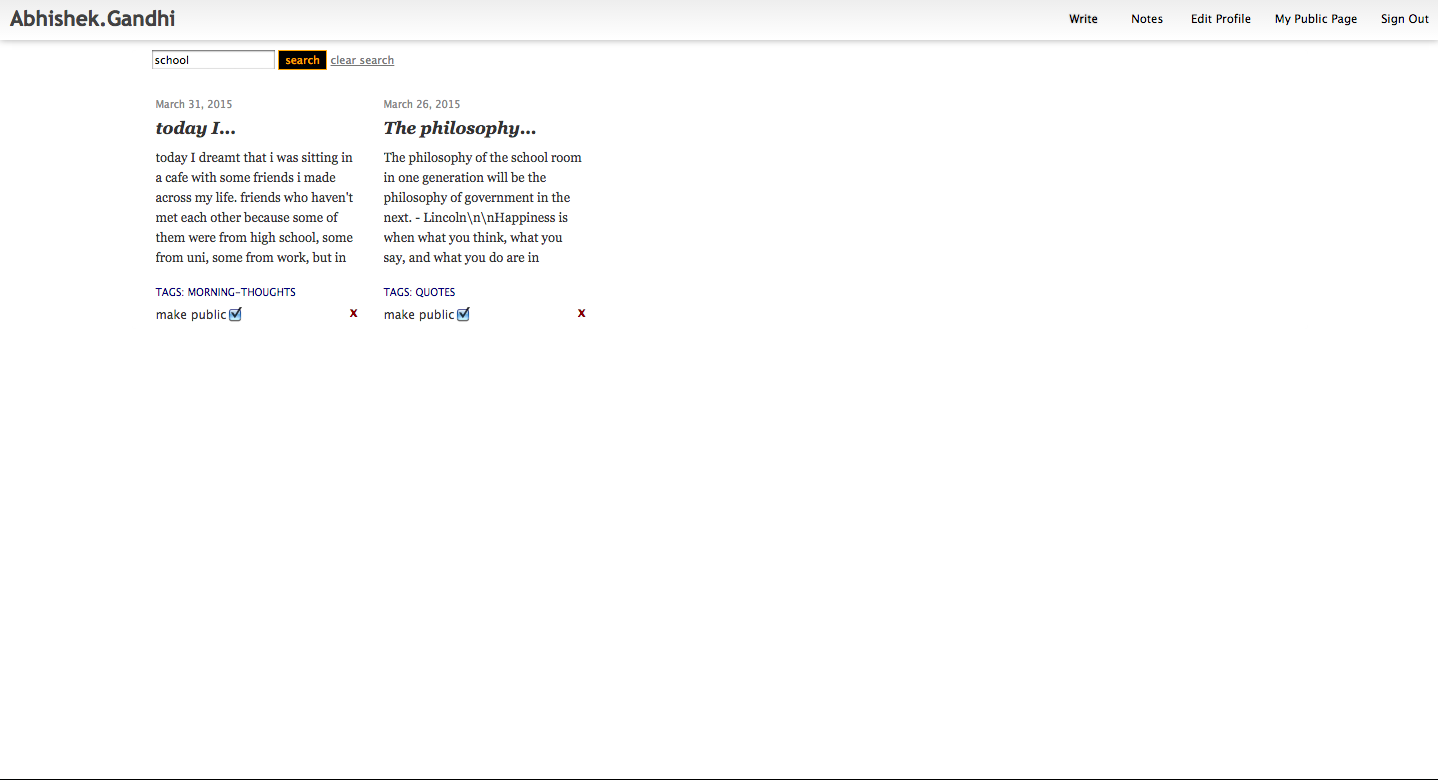 Abhishek.Gandhi
Write Notes Edit Profile My Public Page Sign Out
school search clear search
March 31, 2015
today I...
today I dreamt that i was sitting in
a cafe with some friends i made
across my life. friends who haven't
met each other because some of
them were from high school, some
from uni, some from work, but in
TAGS: MORNING-THOUGHTS
make public x
March 26, 2015
The philosophy...
The philosophy of the school room
in one generation will be the
philosophy of government in the
next. - Lincoln\n\nHappiness is
when what you think, what you
say, and what you do are in
TAGS: QUOTES
make public x